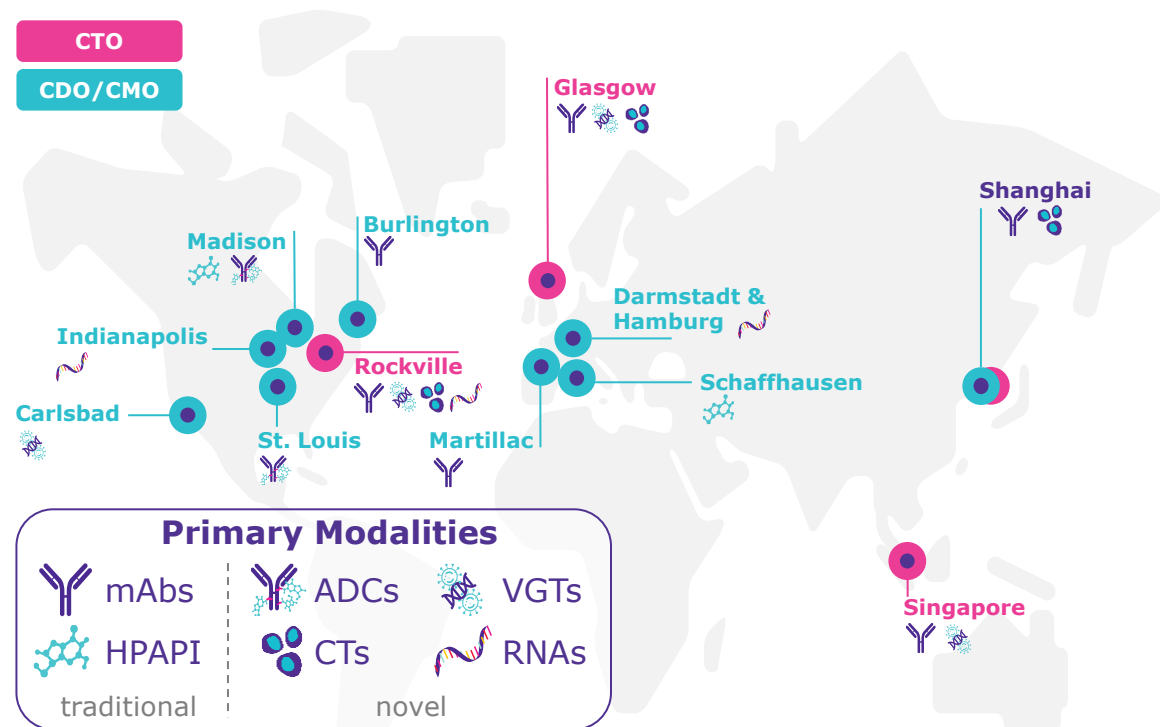 CTO
CDO/CMO
Glasgow
Shanghai
Burlington
Madison
Darmstadt &
Hamburg
Indianapolis
Rockville
Schaffhausen
Carlsbad
St. Louis
Martillac
Primary Modalities
mAbs
ADCs
VGTs
HPAPI
CTs
RNAs
traditional
novel
Singapore